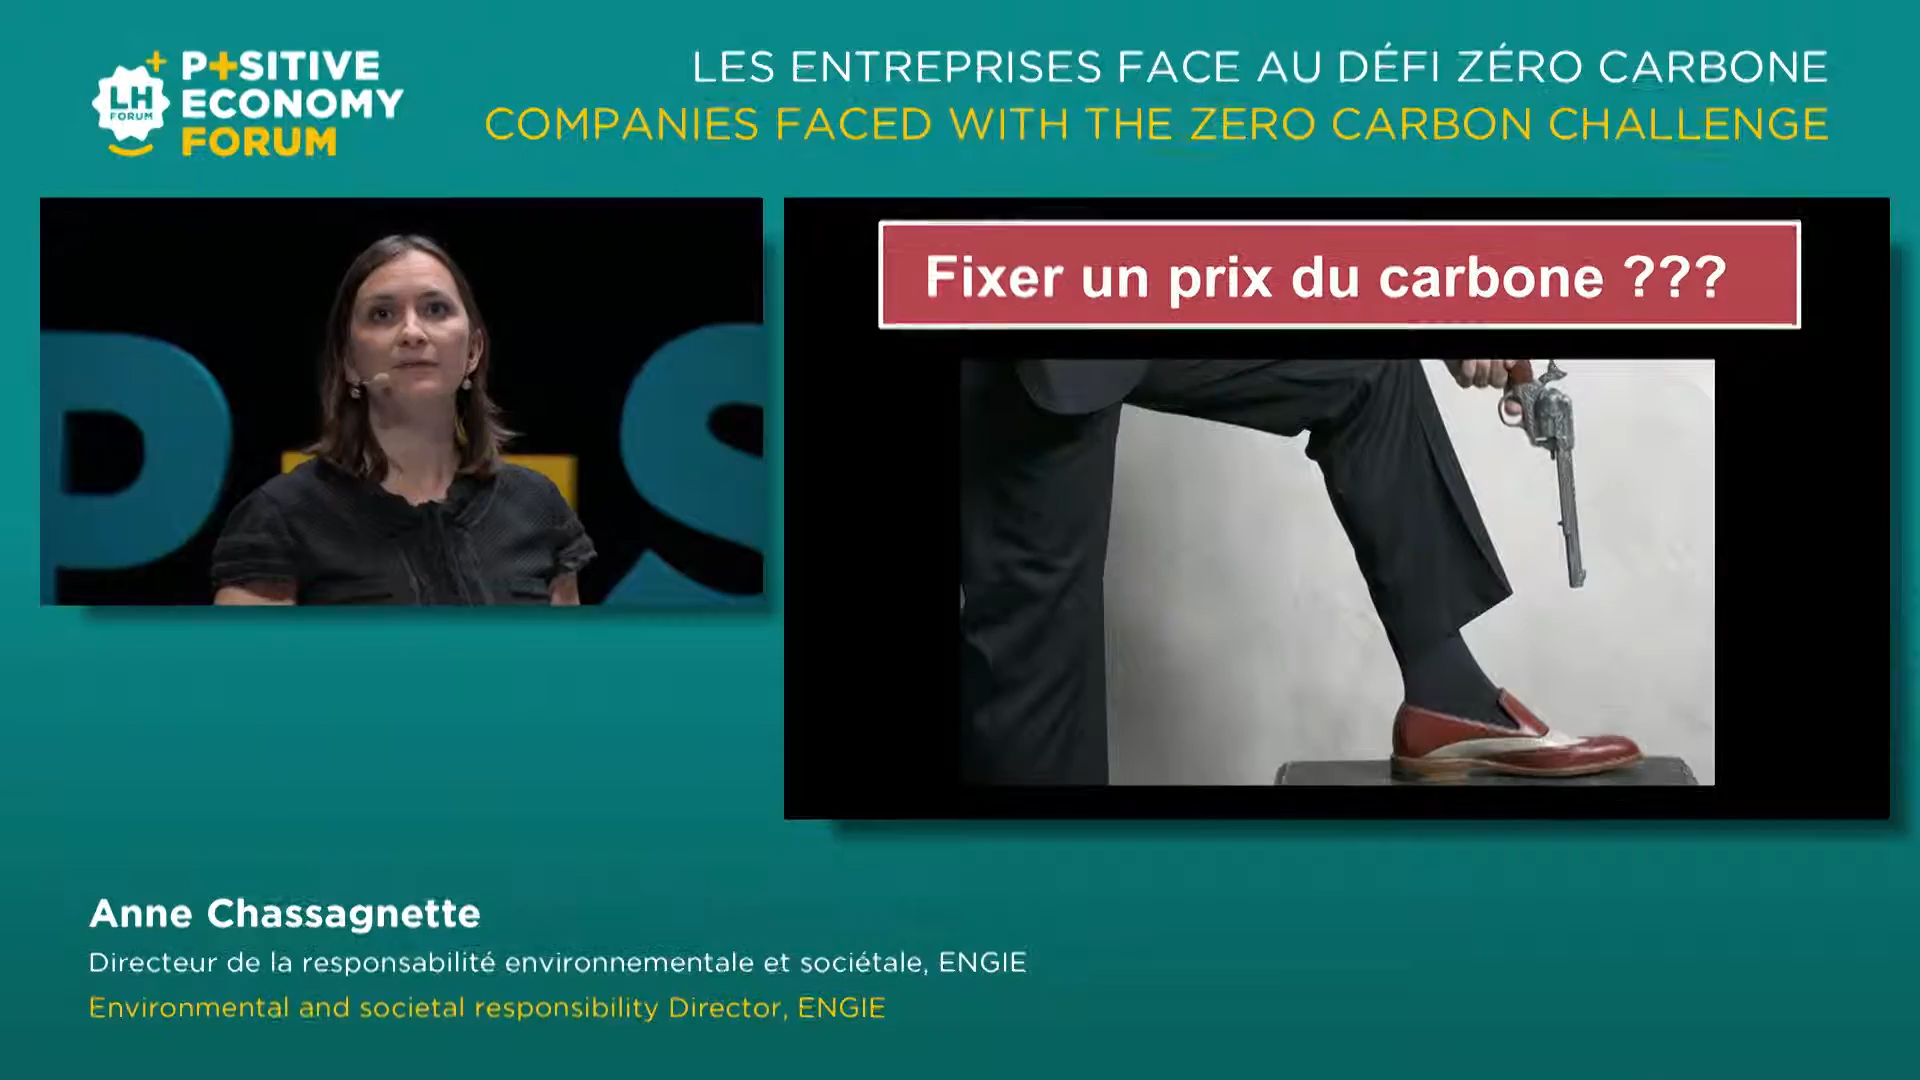 P+SITIVE
ECONOMY
FORUM
LH
FORUM
LES ENTREPRISES FACE AU DÉFI ZÉRO CARBONE
COMPANIES FACED WITH THE ZERO CARBON CHALLENGE
P+S
Fixer un prix du carbone ???
Anne Chassagnette
Directeur de la responsabilité environnementale et sociétale, ENGIE
Environmental and societal responsibility Director, ENGIE